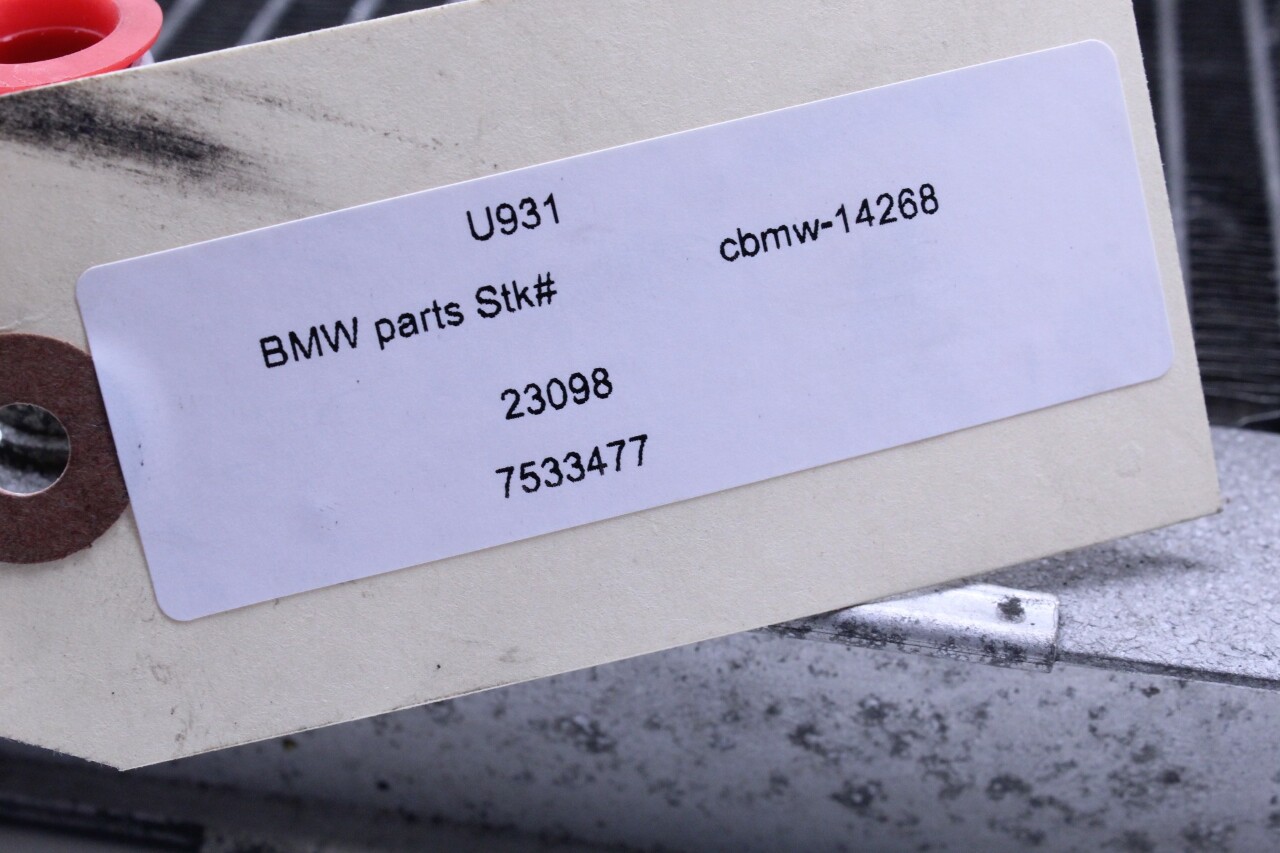 U931
cbmw-14268
BMW parts Stk#
23098
7533477